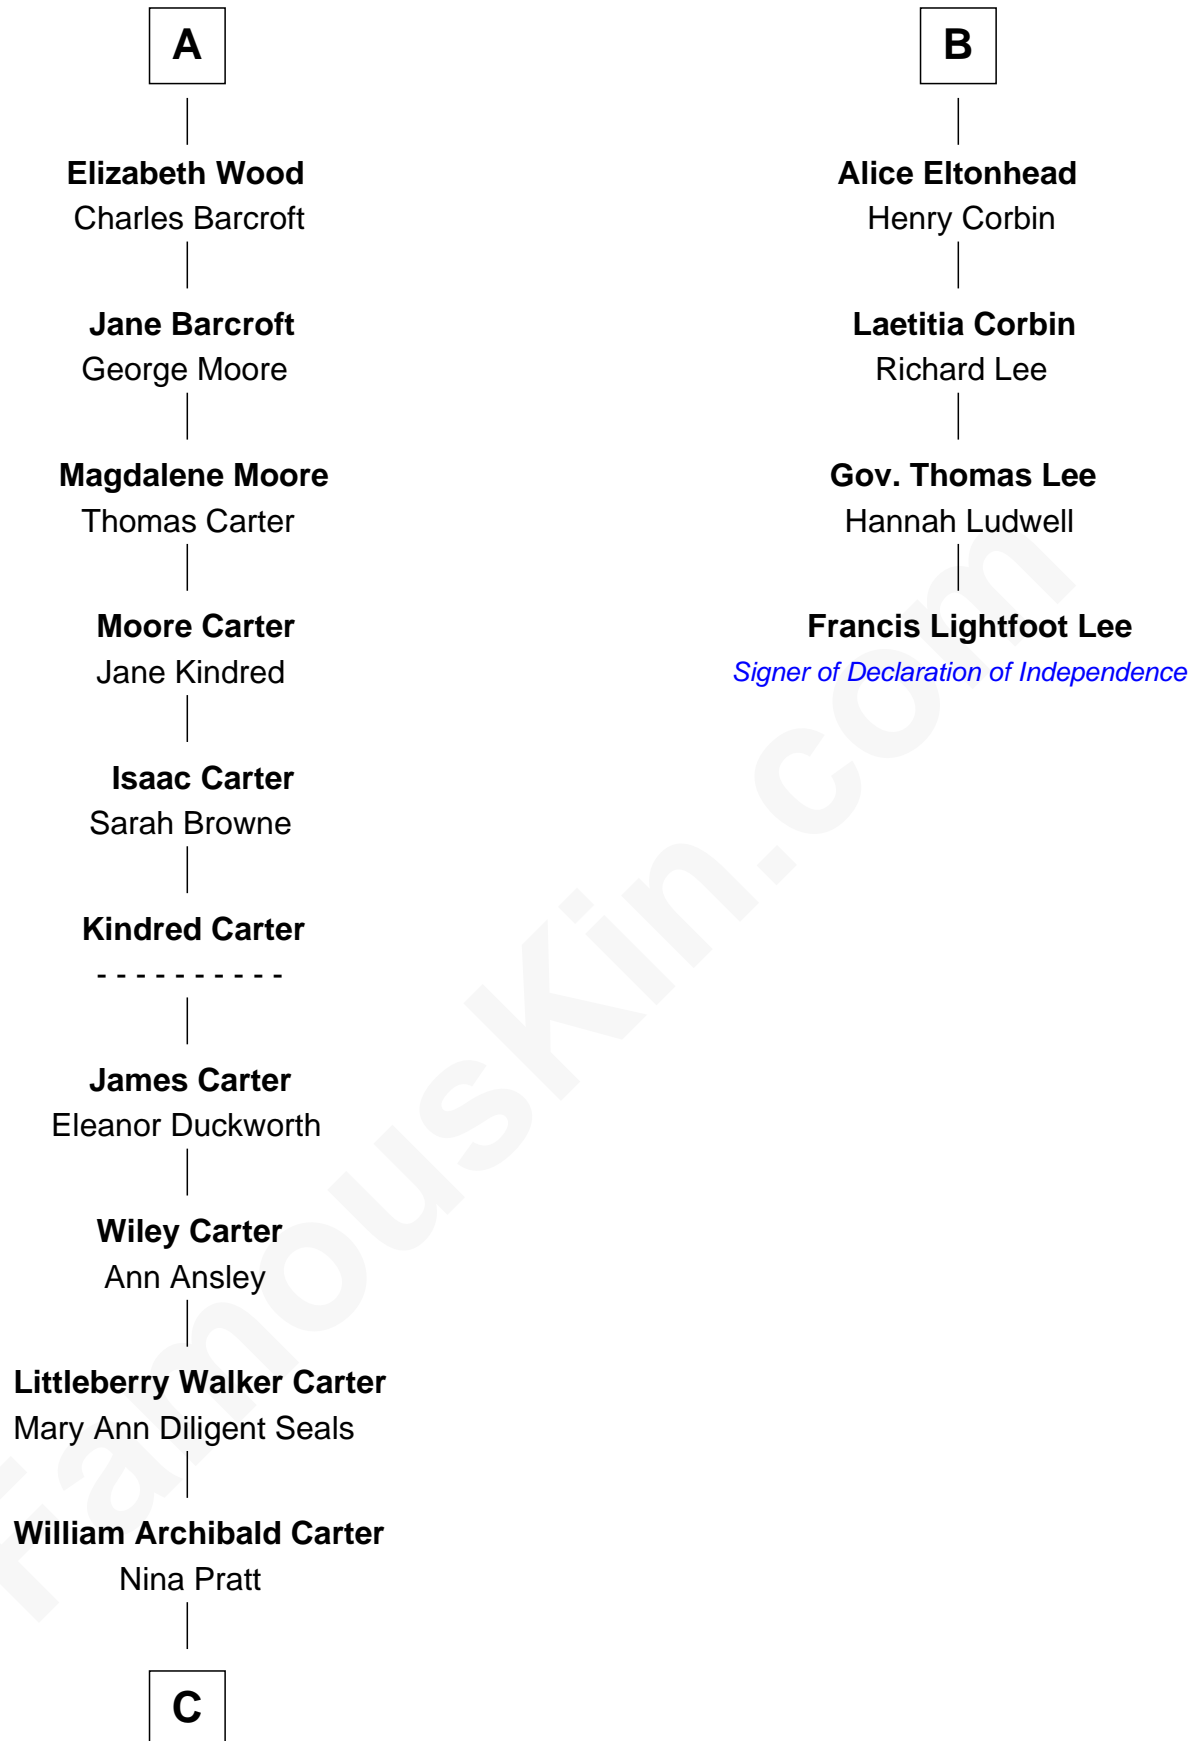 A
Elizabeth Wood
Charles Barcroft
Jane Barcroft
George Moore
Magdalene Moore
Thomas Carter
Moore Carter
Jane Kindred
Isaac Carter
Sarah Browne
Kindred Carter
- - - - - - - - - -
James Carter
Eleanor Duckworth
Wiley Carter
Ann Ansley
Littleberry Walker Carter
Mary Ann Diligent Seals
William Archibald Carter
Nina Pratt
C
B
Alice Eltonhead
Henry Corbin
Laetitia Corbin
Richard Lee
Gov. Thomas Lee
Hannah Ludwell
Francis Lightfoot Lee
Signer of Declaration of Independence
FamousKin.com